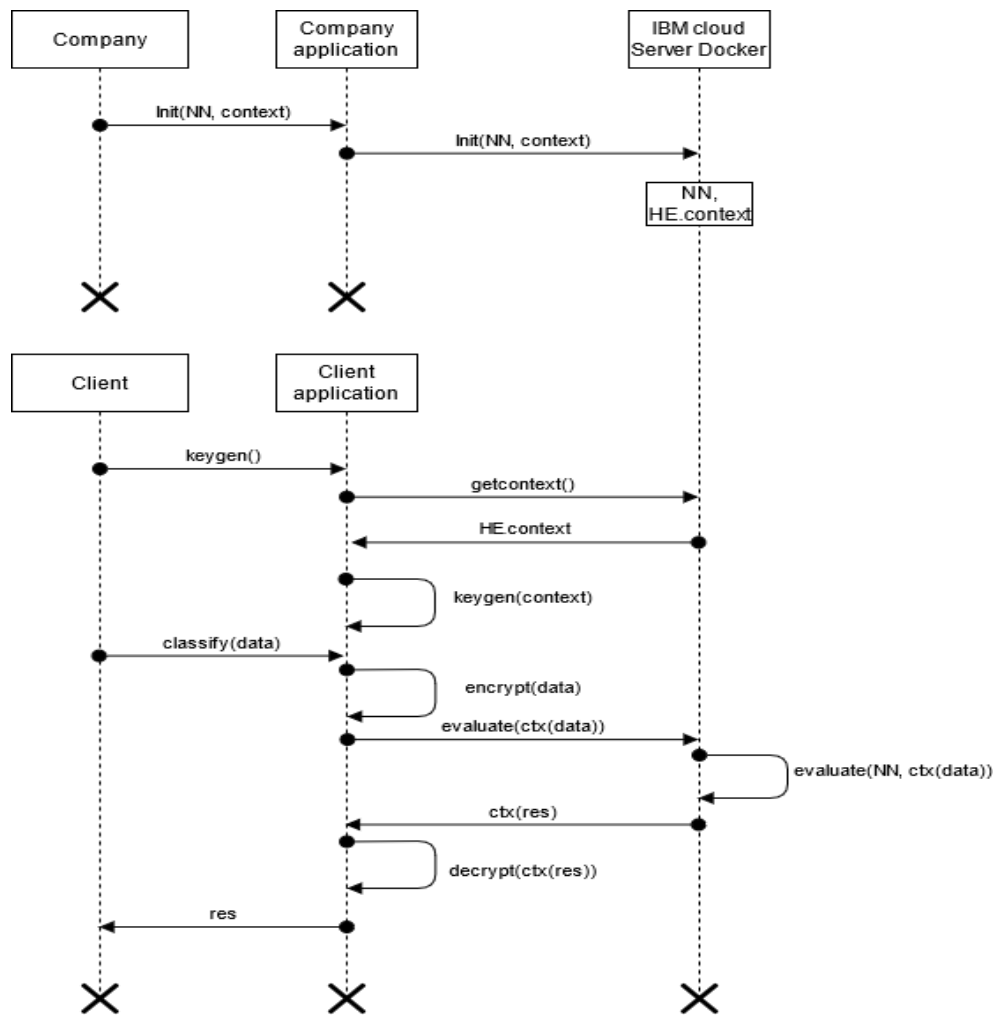 Company
Company
application
IBM cloud
Server Docker
Init(NN, context)
Init(NN, context)
NN,
HE.context
Client
Client
application
keygen()
getcontext()
HE.context
keygen(context)
classify(data)
encrypt(data)
evaluate(ctx(data))
evaluate(NN, ctx(data))
ctx(res)
decrypt(ctx(res))
res